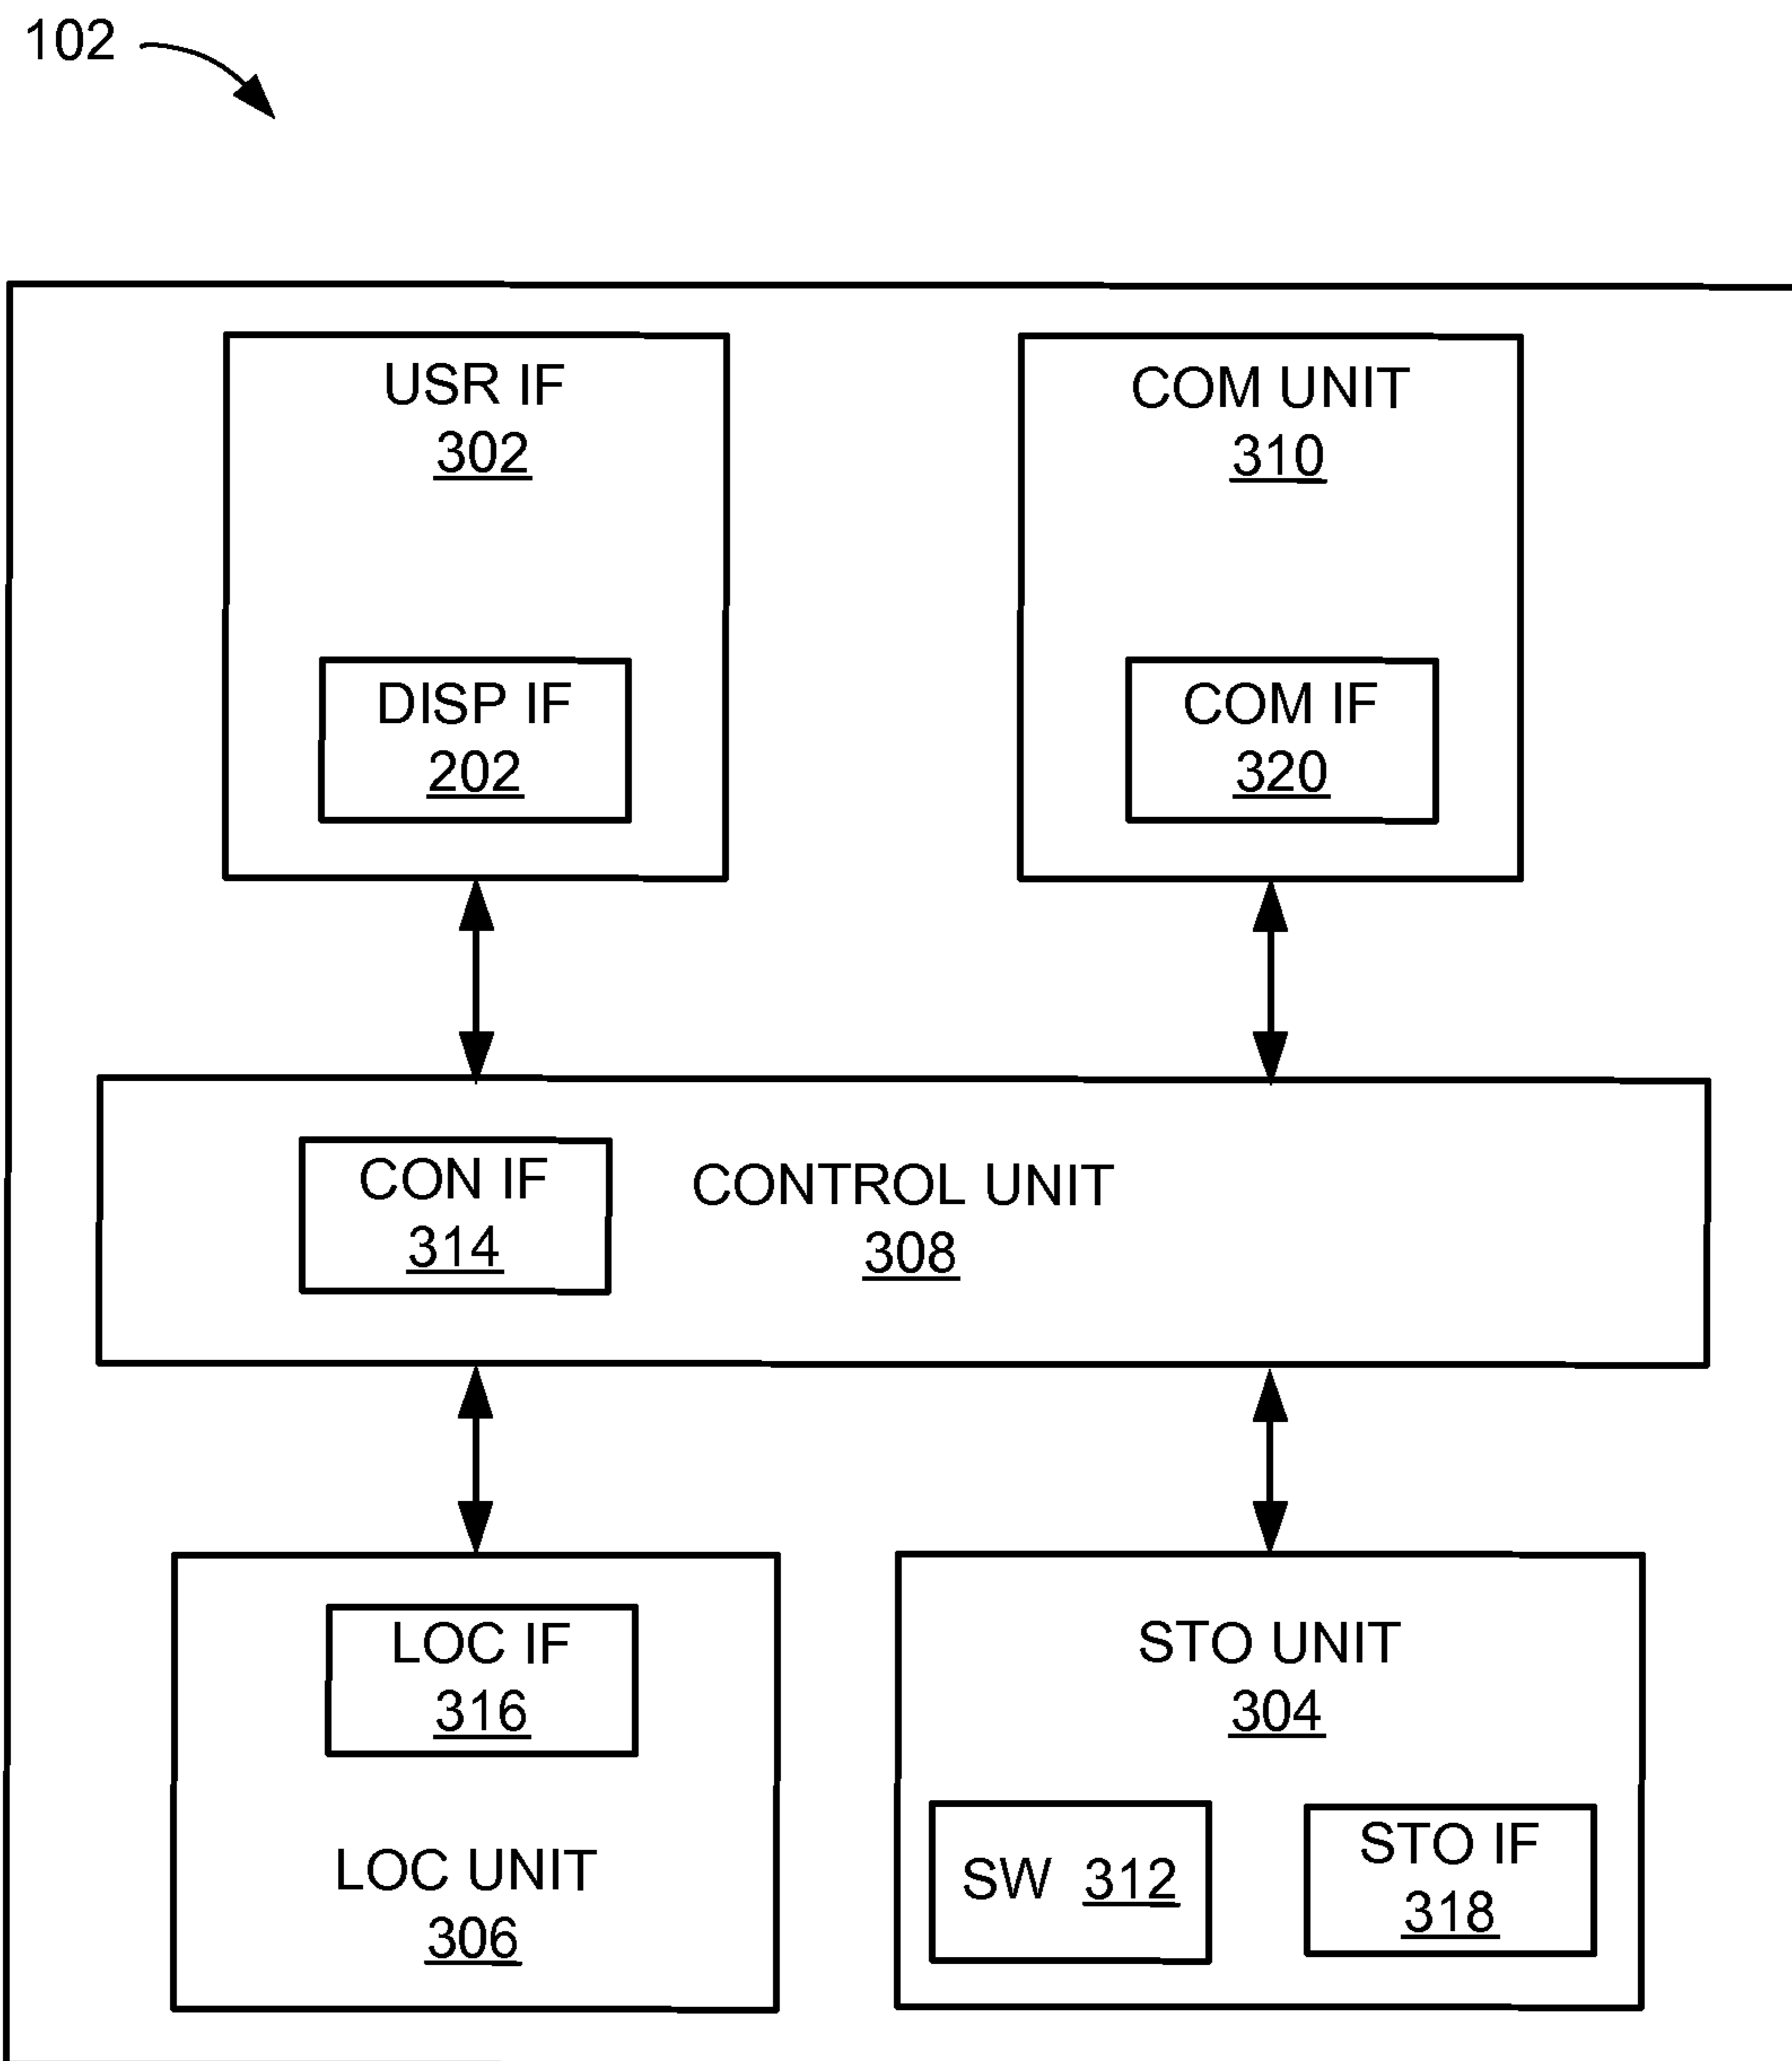 102
USR IF
302
DISP IF
202
COM UNIT
310
COM IF
320
CON IF
314
CONTROL UNIT
308
LOC IF
316
LOC UNIT
306
STO UNIT
304
SW 312
STO IF
318